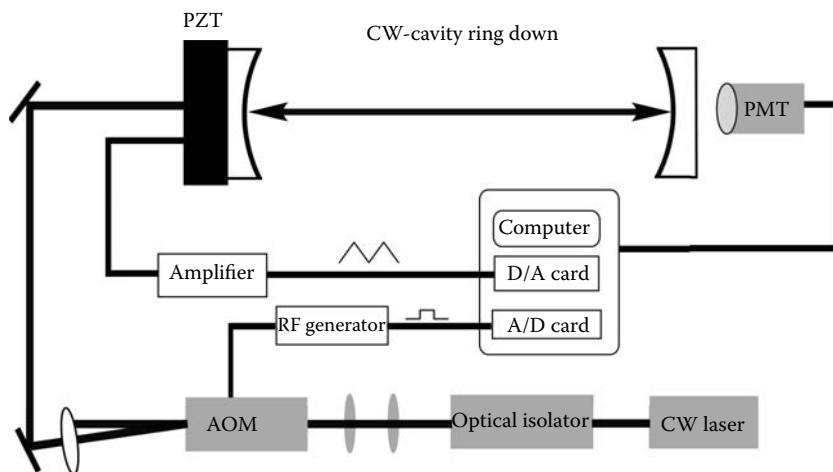 PZT
CW-cavity ring down
PMT
Computer
Amplifier
D/A card
RF generator
A/D card
AOM
Optical isolator
CW laser